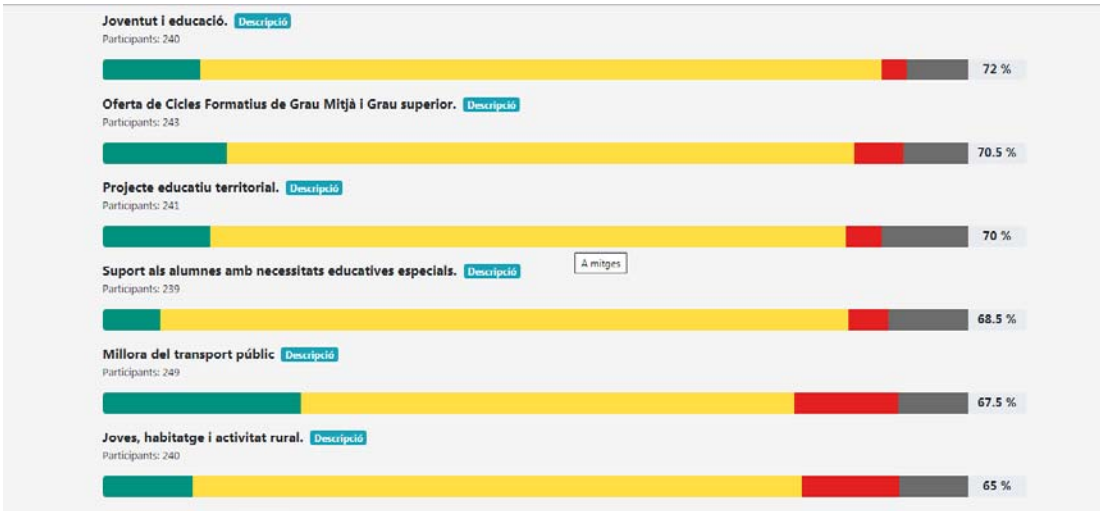 Joventut i educació. Descripció
Participants: 240
72 %
Oferta de Cicles Formatius de Grau Mitjà i Grau superior. Descripció
Participants: 243
70.5 %
Projecte educatiu territorial. Descripció
Participants: 241
70 %
A mitges
Suport als alumnes amb necessitats educatives especials. Descripció
Participants: 239
68.5 %
Millora del transport públic Descripció
Participants: 249
67.5 %
Joves, habitatge i activitat rural. Descripció
Participants: 240
65 %